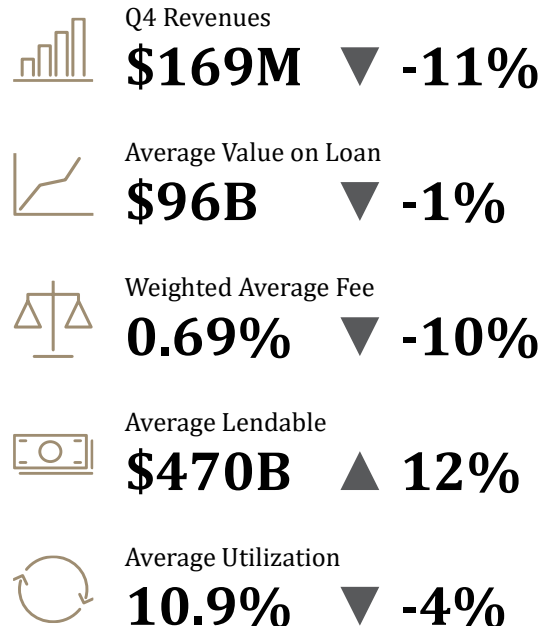 Q4 Revenues
$169M ▼ -11%
Average Value on Loan
$96B ▼ -1%
Weighted Average Fee
0.69% ▼ -10%
Average Lendable
$470B ▲ 12%
Average Utilization
10.9% ▼ -4%